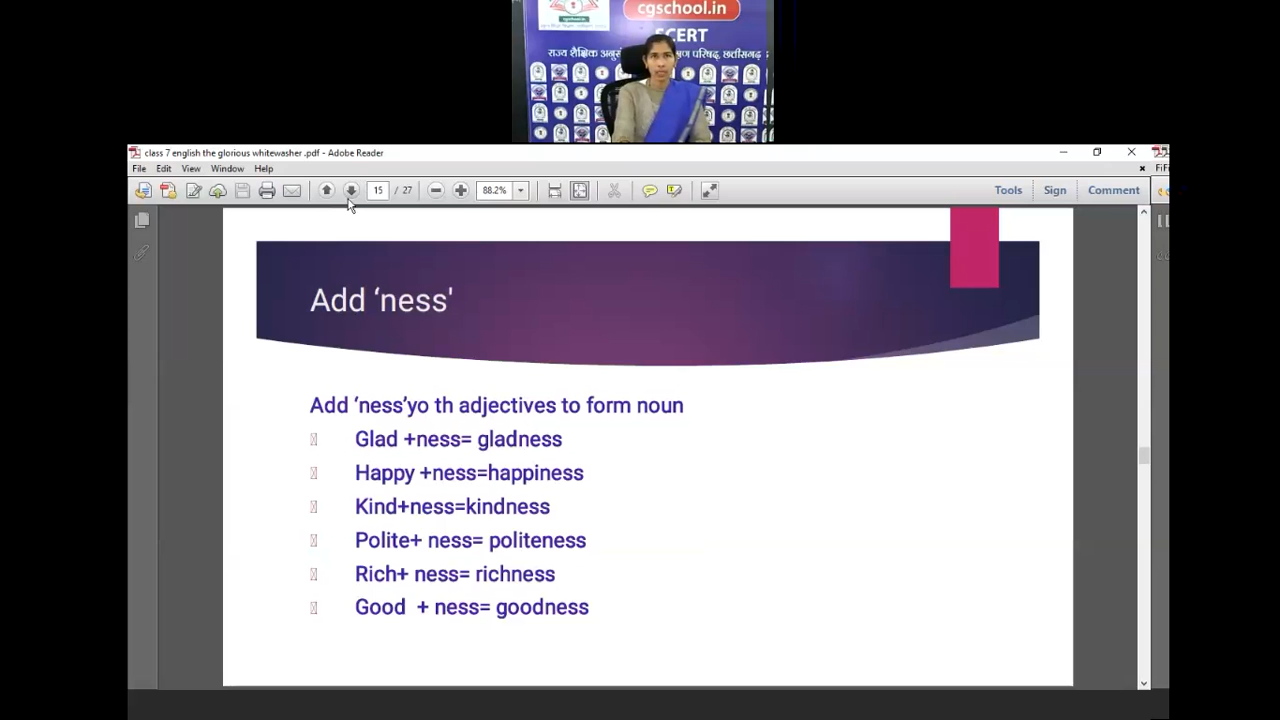 cgschool.in
SCERT
राज्य शैक्षिक अनुसं परिषद, छत्तीसगढ़
class 7 english the glorious whitewasher .pdf - Adobe Reader
File Edit View Window Help
15 / 27 88.2% Tools Sign Comment
Add ‘ness'
Add ‘ness’yo th adjectives to form noun
Glad +ness= gladness
Happy +ness=happiness
Kind+ness=kindness
Polite+ ness= politeness
Rich+ ness= richness
Good + ness= goodness